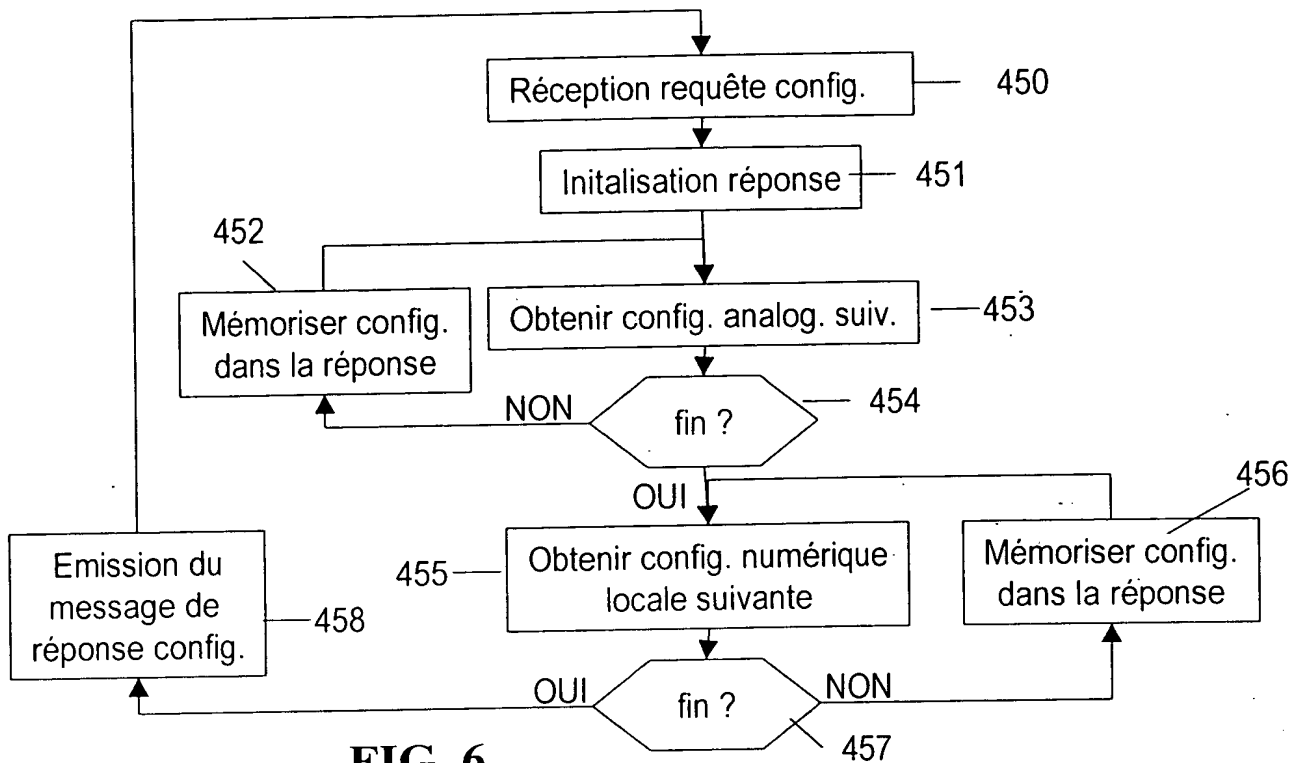 Réception requête config.
450
Initalisation réponse
451
452
Mémoriser config.
dans la réponse
Obtenir config. analog. suiv.
453
NON
fin ?
454
OUI
456
Emission du
message de
réponse config.
458
455
Obtenir config. numérique
locale suivante
Mémoriser config.
dans la réponse
OUI
fin ?
NON
457
FIG. 6